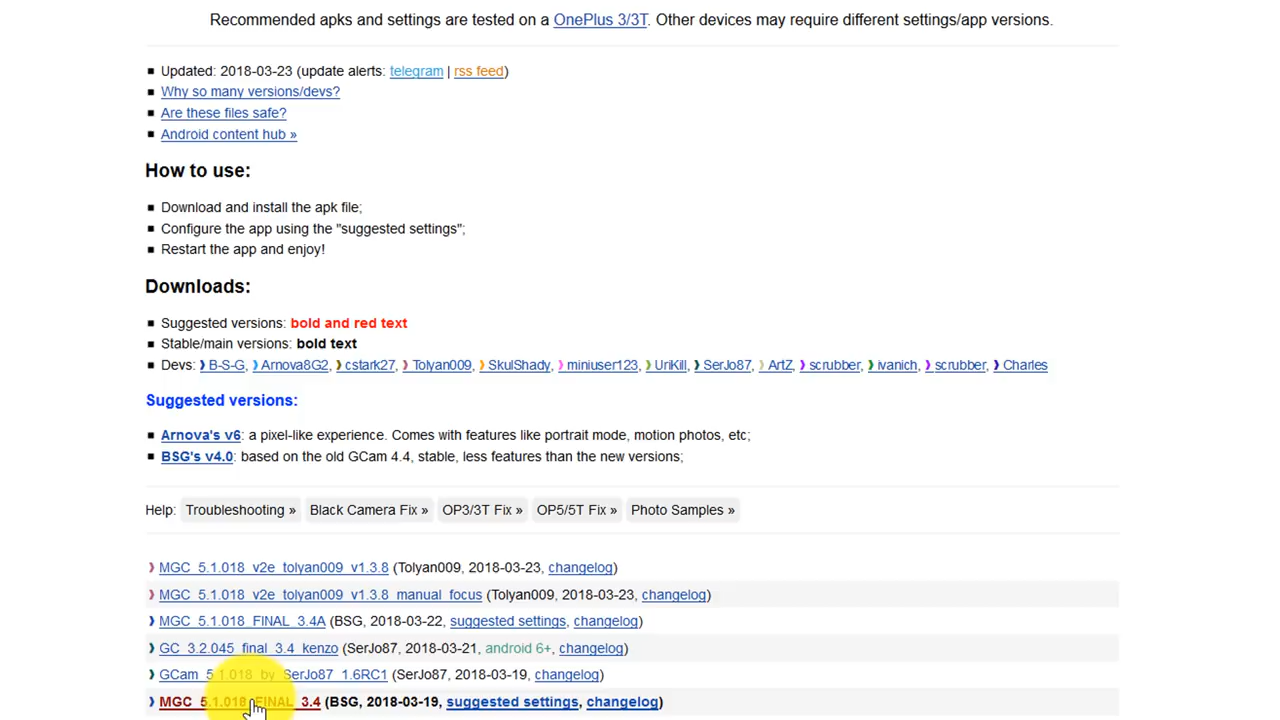 Recommended apks and settings are tested on a OnePlus 3/3T. Other devices may require different settings/app versions.
Updated: 2018-03-23 (update alerts: telegram | rss feed)
Why so many versions/devs?
Are these files safe?
Android content hub »
How to use:
Download and install the apk file;
Configure the app using the "suggested settings";
Restart the app and enjoy!
Downloads:
Suggested versions: bold and red text
Stable/main versions: bold text
Devs: B-S-G, Arnova8G2, cstark27, Tolyan009, SkulShady, miniuser123, UriKill, SerJo87, ArtZ, scrubber, ivanich, scrubber, Charles
Suggested versions:
Arnova's v6: a pixel-like experience. Comes with features like portrait mode, motion photos, etc;
BSG's v4.0: based on the old GCam 4.4, stable, less features than the new versions;
Help: Troubleshooting » Black Camera Fix » OP3/3T Fix » OP5/5T Fix » Photo Samples »
MGC_5.1.018_v2e_tolyan009_v1.3.8 (Tolyan009, 2018-03-23, changelog)
MGC_5.1.018_v2e_tolyan009_v1.3.8_manual_focus (Tolyan009, 2018-03-23, changelog)
MGC_5.1.018_FINAL_3.4A (BSG, 2018-03-22, suggested settings, changelog)
GC_3.2.045_final_3.4_kenzo (SerJo87, 2018-03-21, android 6+, changelog)
GCam_5.1.018_by_SerJo87_1.6RC1 (SerJo87, 2018-03-19, changelog)
MGC_5.1.018_FINAL_3.4 (BSG, 2018-03-19, suggested settings, changelog)